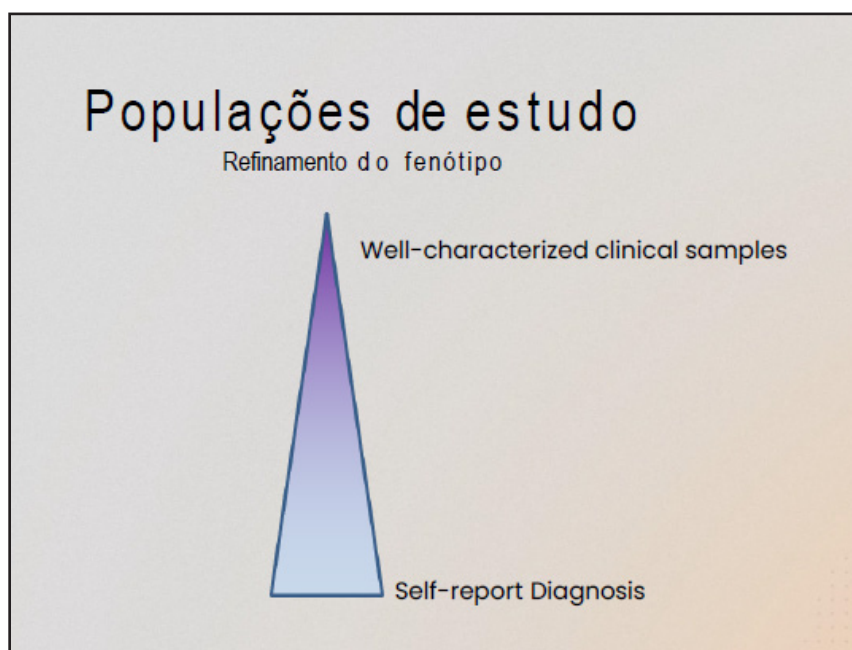 Populações de estudo
Refinamento do fenótipo
Well-characterized clinical samples
Self-report Diagnosis